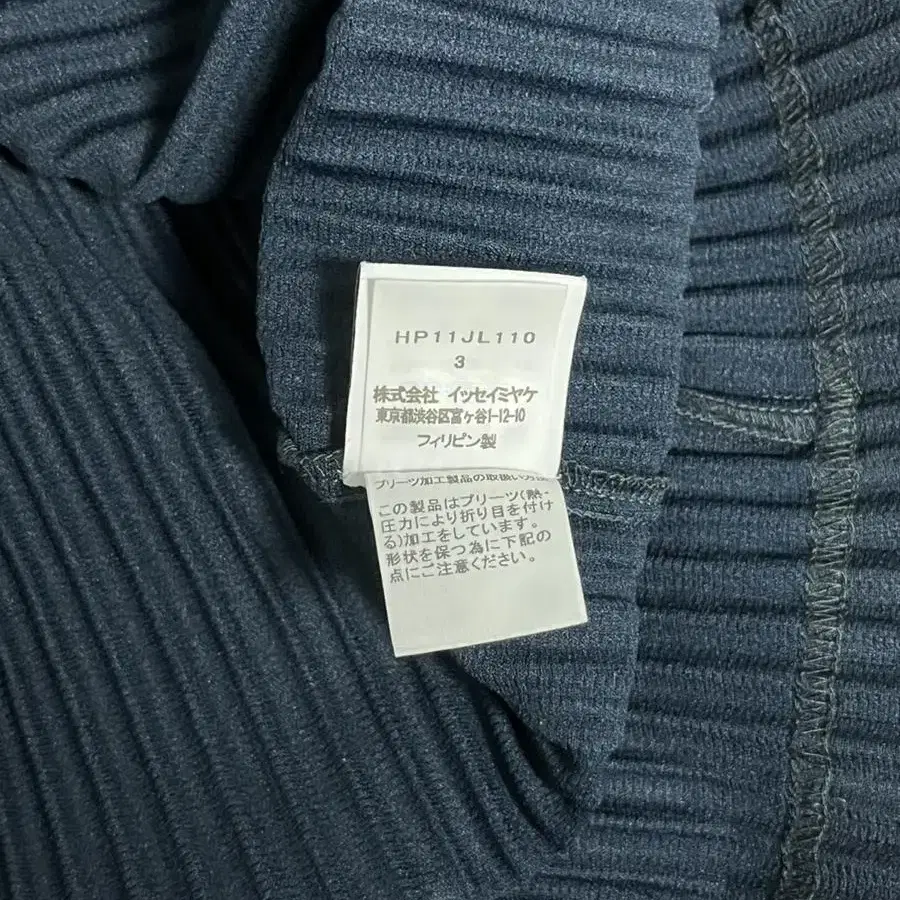 HP11JL110
3
株式会社 イッセイミヤケ
東京都渋谷区富ヶ谷1-12-10
フィリピン製
プリーツ加工製品の取扱い方法
この製品はプリーツ(熱・
圧力により折り目を付け
る)加工をしています。
形状を保つ為に下記の
点にご注意ください。